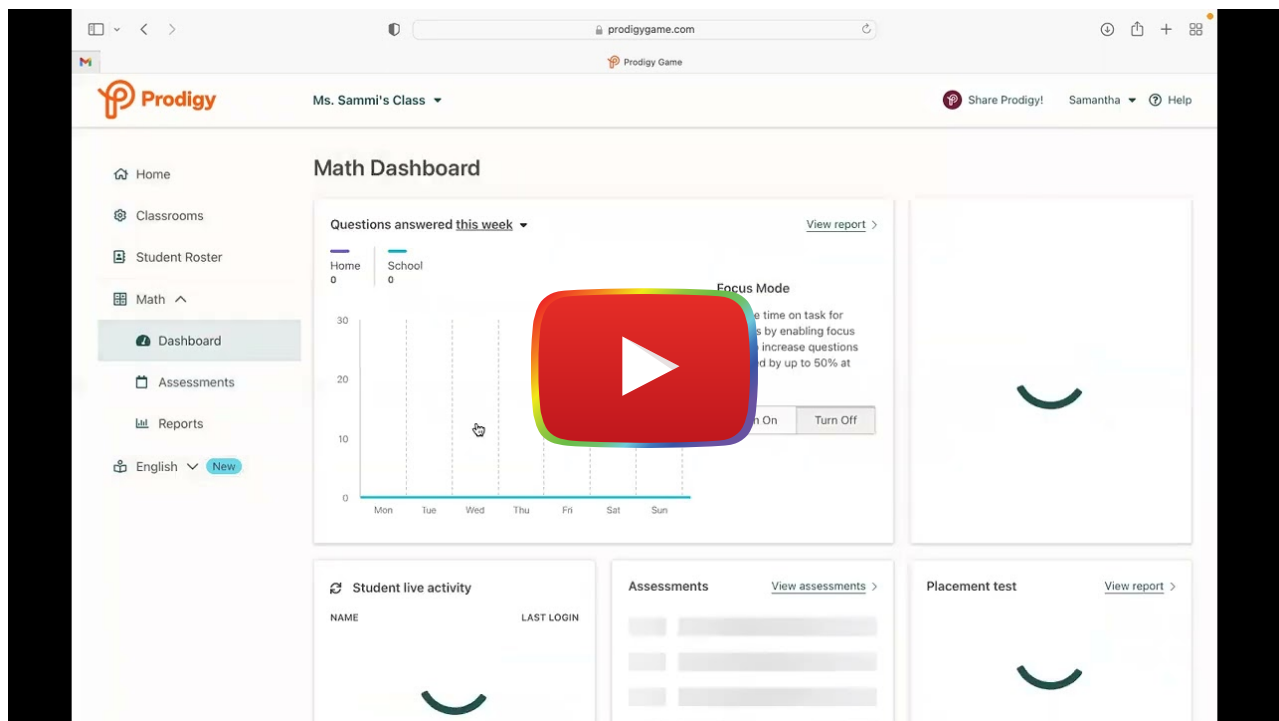 prodigygame.com
Prodigy Game
Prodigy
Ms. Sammi's Class
Share Prodigy!
Samantha
Help
Home
Classrooms
Student Roster
Math
Dashboard
Assessments
Reports
English New
Math Dashboard
Questions answered this week
View report >
Home School
0 0
Focus Mode
time on task for
by enabling focus
increase questions
by up to 50% at
On Turn Off
30
20
10
0
Mon Tue Wed Thu Fri Sat Sun
Student live activity
NAME LAST LOGIN
Assessments View assessments >
Placement test View report >